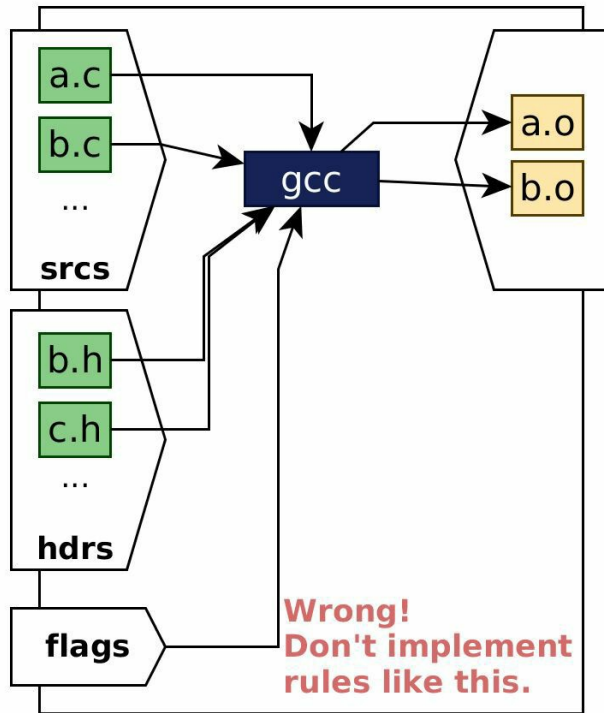 a.c
b.c
...
srcs
b.h
c.h
...
hdrs
flags
gcc
a.o
b.o
Wrong!
Don't implement
rules like this.